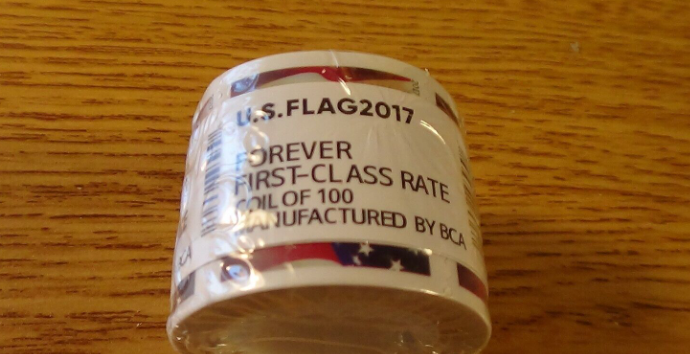 U.S.FLAG2017
FOREVER
FIRST-CLASS RATE
COIL OF 100
MANUFACTURED BY BCA